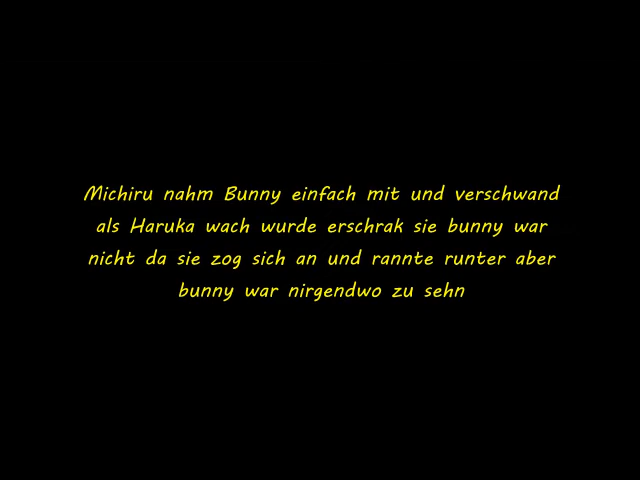 Michiru nahm Bunny einfach mit und verschwand
als Haruka wach wurde erschrak sie bunny war
nicht da sie zog sich an und rannte runter aber
bunny war nirgendwo zu sehn